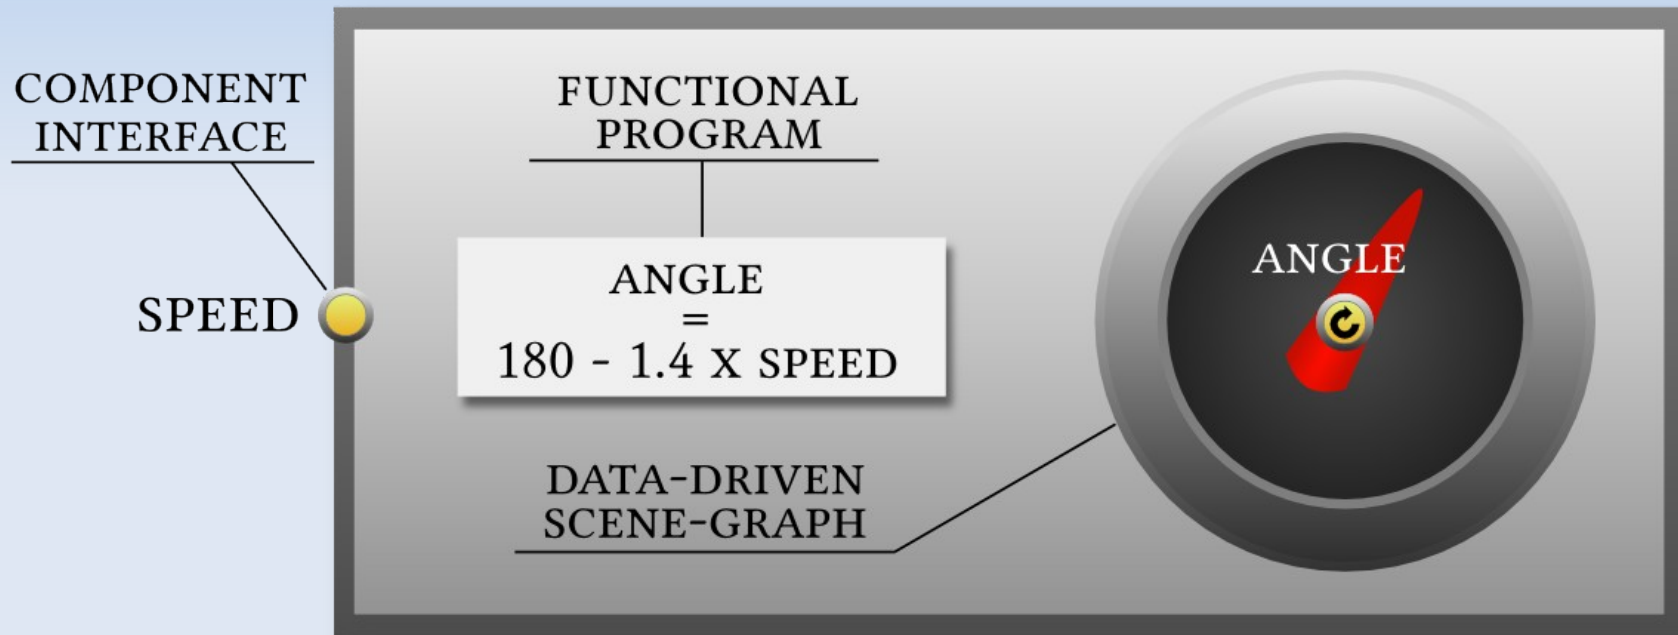 COMPONENT
INTERFACE
SPEED
FUNCTIONAL
PROGRAM
ANGLE
=
180 - 1.4 X SPEED
DATA-DRIVEN
SCENE-GRAPH
ANGLE